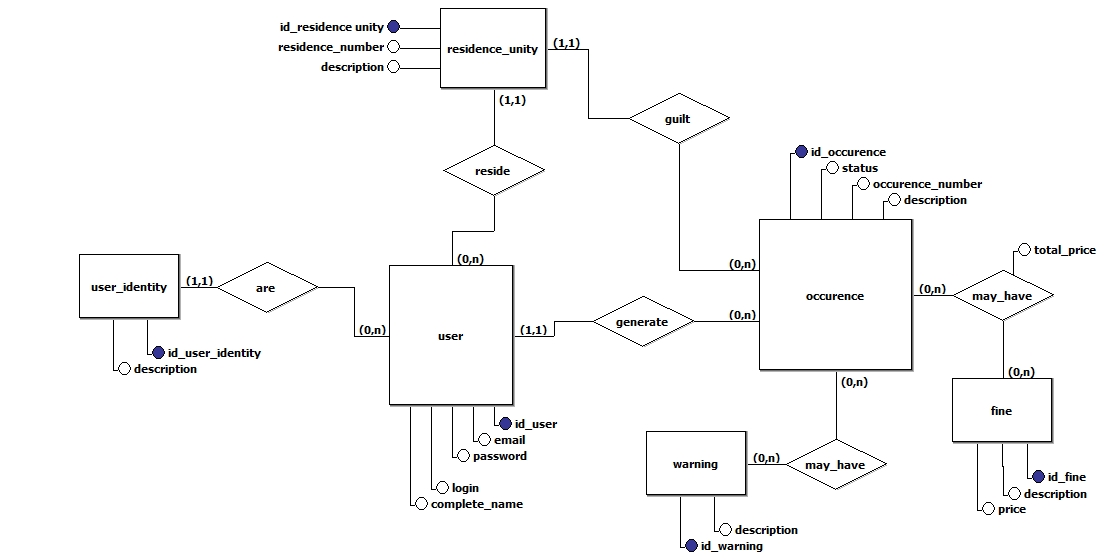 id_residence unity
residence_number
description
residence_unity
(1,1)
(1,1)
guilt
reside
id_occurence
status
occurence_number
description
(0,n)
(0,n)
occurence
(0,n)
total_price
may_have
user_identity
(1,1)
are
(0,n)
user
(1,1)
generate
(0,n)
id_user_identity
description
(0,n)
(0,n)
fine
id_user
email
password
login
complete_name
warning
(0,n)
may_have
id_fine
description
price
description
id_warning